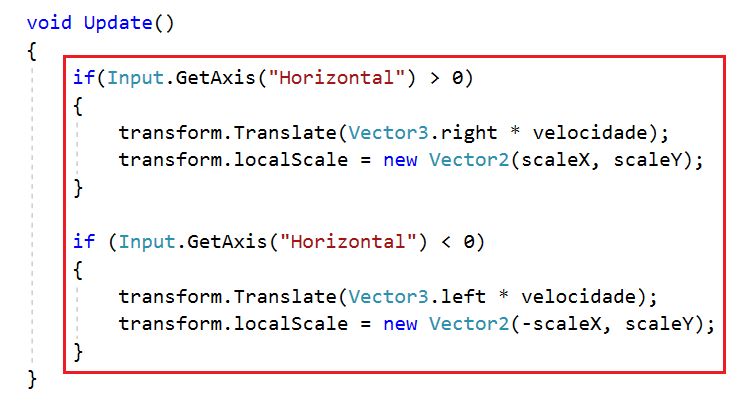 void Update()
{
if(Input.GetAxis("Horizontal") > 0)
{
transform.Translate(Vector3.right * velocidade);
transform.localScale = new Vector2(scaleX, scaleY);
}
if (Input.GetAxis("Horizontal") < 0)
{
transform.Translate(Vector3.left * velocidade);
transform.localScale = new Vector2(-scaleX, scaleY);
}
}